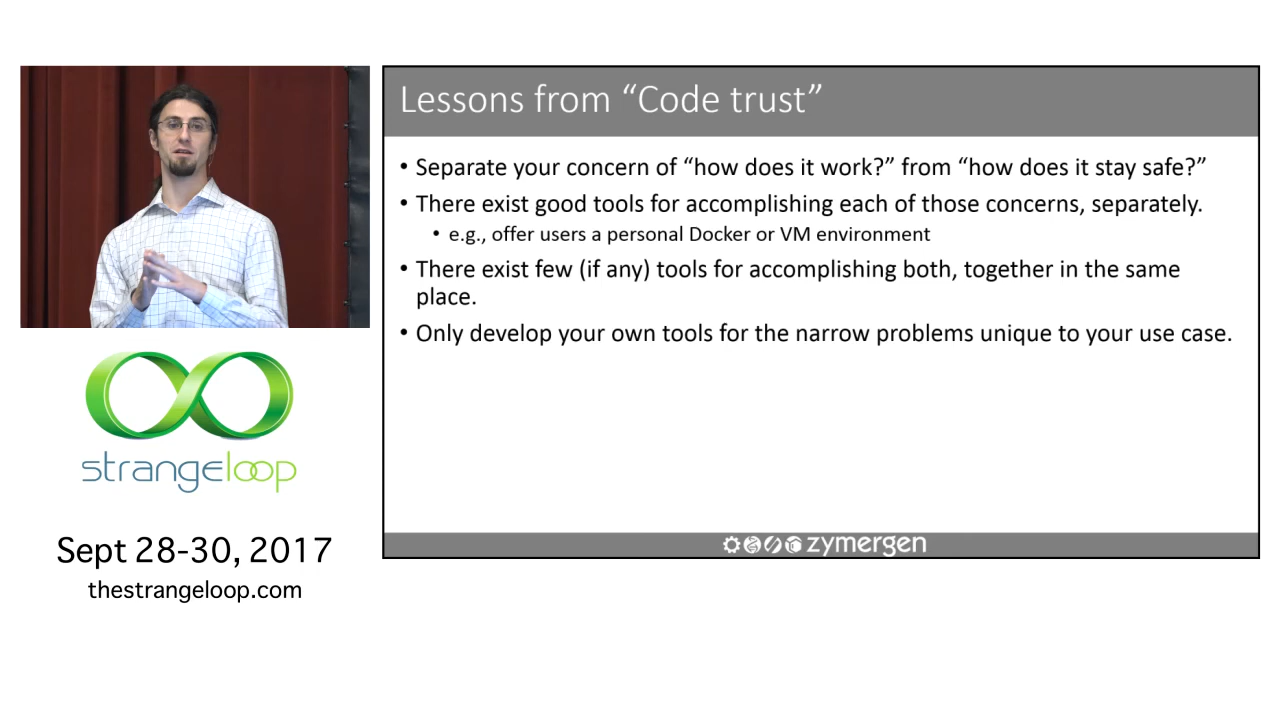 Lessons from “Code trust”
• Separate your concern of “how does it work?” from “how does it stay safe?”
• There exist good tools for accomplishing each of those concerns, separately.
• e.g., offer users a personal Docker or VM environment
• There exist few (if any) tools for accomplishing both, together in the same
place.
• Only develop your own tools for the narrow problems unique to your use case.
zymergen
strangeloop
Sept 28-30, 2017
thestrangeloop.com